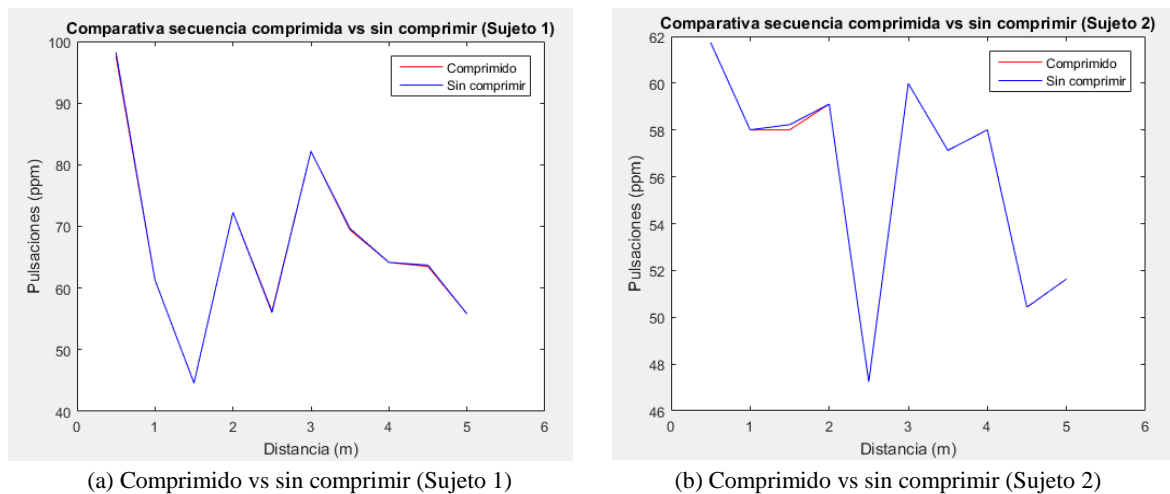 Comparativa secuencia comprimida vs sin comprimir (Sujeto 1)
100
90
80
70
60
50
40
Pulsaciones (ppm)
Comprimido
Sin comprimir
0 1 2 3 4 5 6
Distancia (m)
(a) Comprimido vs sin comprimir (Sujeto 1)
Comparativa secuencia comprimida vs sin comprimir (Sujeto 2)
62
60
58
56
54
52
50
48
46
Pulsaciones (ppm)
Comprimido
Sin comprimir
0 1 2 3 4 5 6
Distancia (m)
(b) Comprimido vs sin comprimir (Sujeto 2)